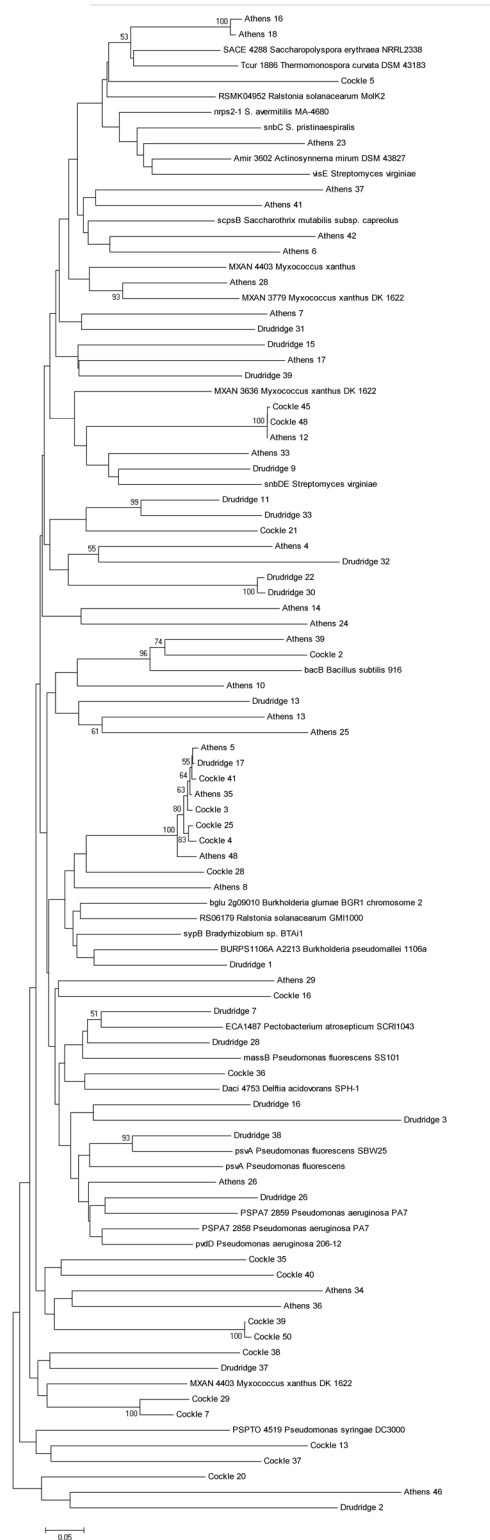 Athens 16
100
Athens 18
53
SACE 4288 Saccharopolyspora erythraea NRRL2338
Tcur 1886 Thermomonospora curvata DSM 43183
Cockle 5
RSMK04952 Ralstonia solanacearum MolK2
nrps2-1 S. avermitilis MA-4680
snbC S. pristinaespiralis
Athens 23
Amir 3602 Actinosynnema mirum DSM 43827
visE Streptomyces virginiae
Athens 37
Athens 41
scpsB Saccharothrix mutabilis subsp. capreolus
Athens 42
Athens 6
MXAN 4403 Myxococcus xanthus
Athens 28
93
MXAN 3779 Myxococcus xanthus DK 1622
Athens 7
Drudridge 31
Drudridge 15
Athens 17
Drudridge 39
MXAN 3636 Myxococcus xanthus DK 1622
Cockle 45
100
Cockle 48
Athens 12
Athens 33
Drudridge 9
snbDE Streptomyces virginiae
Drudridge 11
99
Drudridge 33
Cockle 21
Athens 4
55
Drudridge 32
Drudridge 22
100
Drudridge 30
Athens 14
Athens 24
Athens 39
74
Cockle 2
96
bacB Bacillus subtilis 916
Athens 10
Drudridge 13
Athens 13
61
Athens 25
Athens 5
55
Drudridge 17
64
Cockle 41
63
Athens 35
80
Cockle 3
100
Cockle 25
83
Cockle 4
Athens 48
Cockle 28
Athens 8
bglu 2g09010 Burkholderia glumae BGR1 chromosome 2
RS06179 Ralstonia solanacearum GMI1000
sypB Bradyrhizobium sp. BTAi1
BURPS1106A A2213 Burkholderia pseudomallei 1106a
Drudridge 1
Athens 29
Cockle 16
Drudridge 7
51
ECA1487 Pectobacterium atrosepticum SCRI1043
Drudridge 28
massB Pseudomonas fluorescens SS101
Cockle 36
Daci 4753 Delftia acidovorans SPH-1
Drudridge 16
Drudridge 3
Drudridge 38
93
psvA Pseudomonas fluorescens SBW25
psvA Pseudomonas fluorescens
Athens 26
Drudridge 26
PSPA7 2859 Pseudomonas aeruginosa PA7
PSPA7 2858 Pseudomonas aeruginosa PA7
pvdD Pseudomonas aeruginosa 206-12
Cockle 35
Cockle 40
Athens 34
Athens 36
Cockle 39
100
Cockle 50
Cockle 38
Drudridge 37
MXAN 4403 Myxococcus xanthus DK 1622
Cockle 29
100
Cockle 7
PSPTO 4519 Pseudomonas syringae DC3000
Cockle 13
Cockle 37
Cockle 20
Athens 46
Drudridge 2
0.05